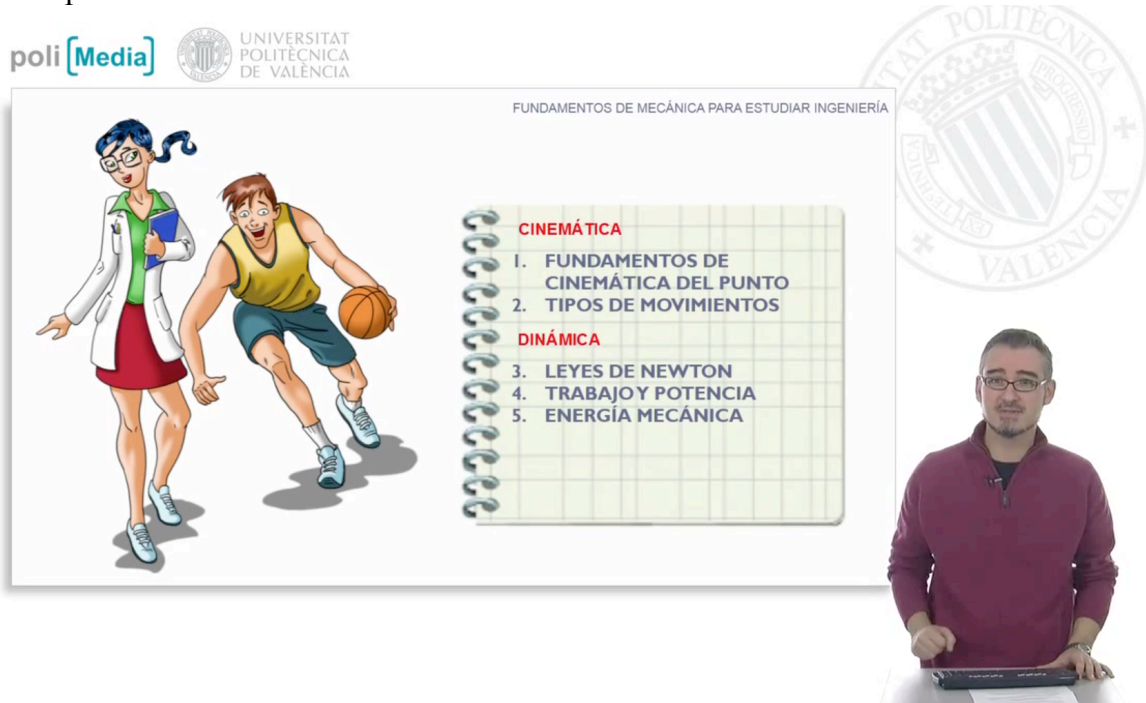 poli [Media]
UNIVERSITAT
POLITÈCNICA
DE VALÈNCIA
FUNDAMENTOS DE MECÁNICA PARA ESTUDIAR INGENIERÍA
CINEMÁTICA
1. FUNDAMENTOS DE
CINEMÁTICA DEL PUNTO
2. TIPOS DE MOVIMIENTOS
DINÁMICA
3. LEYES DE NEWTON
4. TRABAJO Y POTENCIA
5. ENERGÍA MECÁNICA